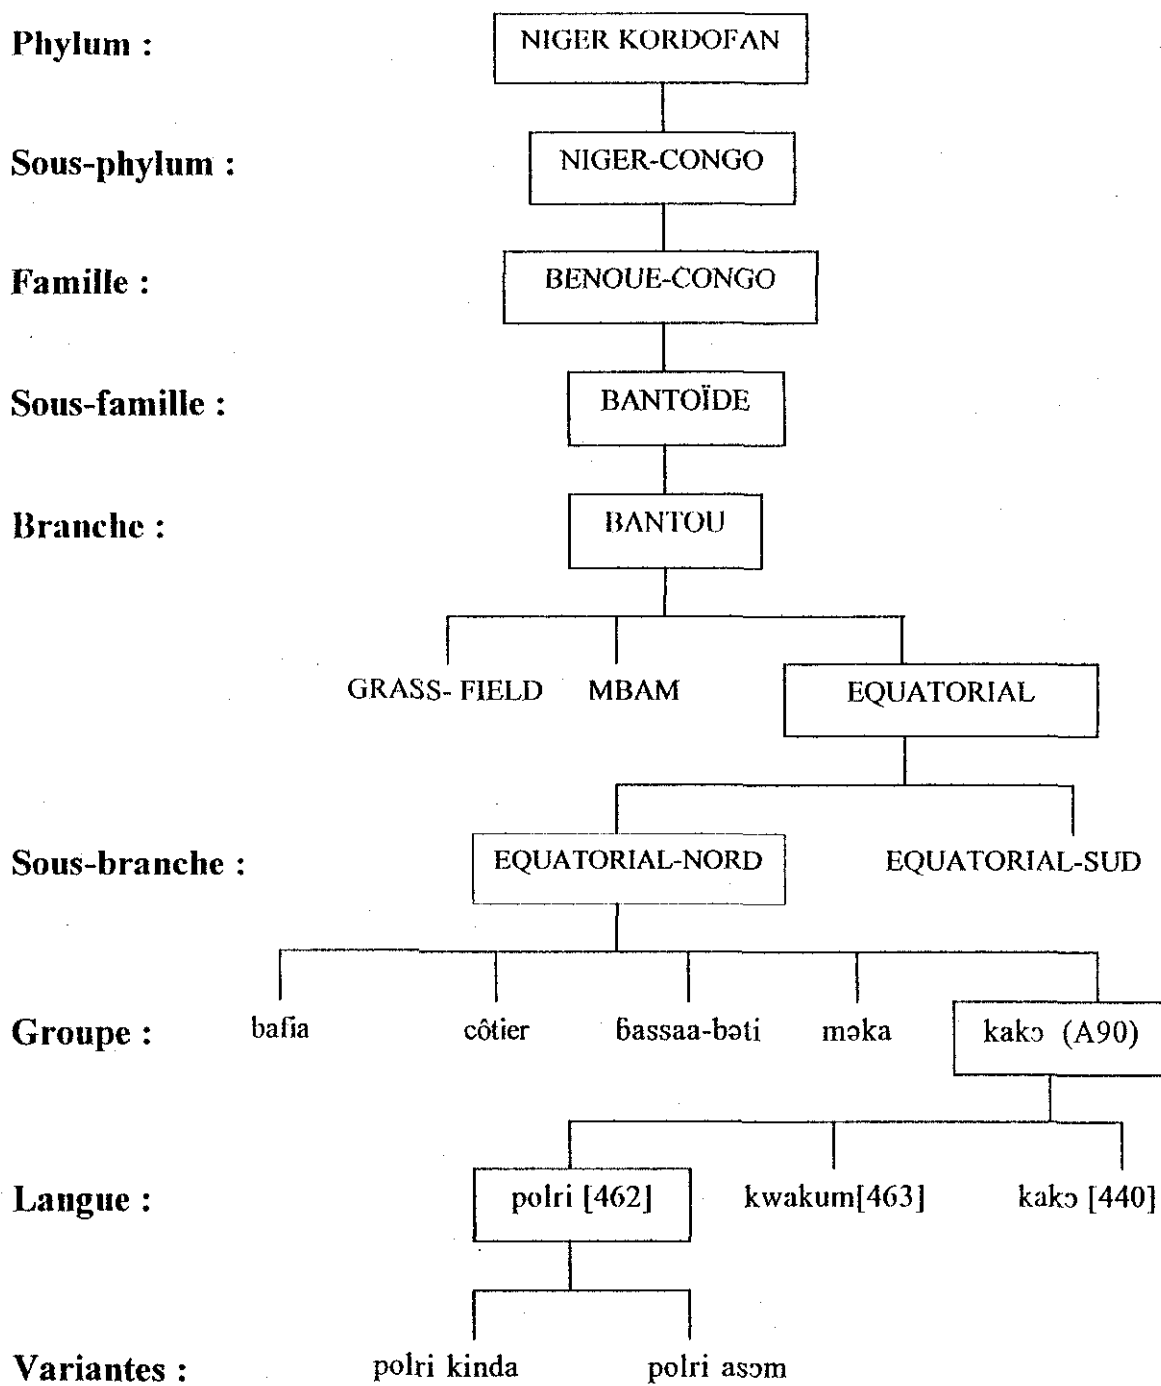 Phylum : NIGER KORDOFAN
Sous-phylum : NIGER-CONGO
Famille : BENOUE-CONGO
Sous-famille : BANTOÏDE
Branche : BANTOU
GRASS- FIELD MBAM EQUATORIAL
Sous-branche : EQUATORIAL-NORD EQUATORIAL-SUD
Groupe : bafia côtier ɓassaa-bəti məka kakɔ (A90)
Langue : polri [462] kwakum[463] kakɔ [440]
Variantes : polri kinda polri asɔm